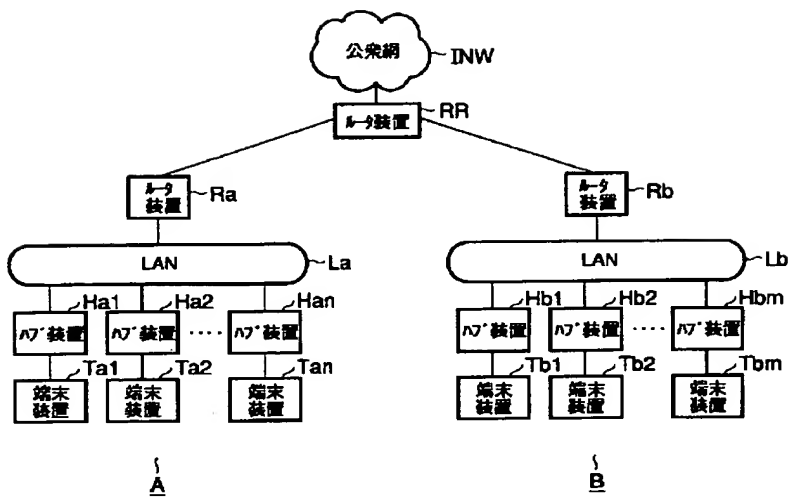 公衆網
INW
ルータ装置
RR
ルータ
装置
Ra
ルータ
装置
Rb
LAN
La
LAN
Lb
Ha1
Ha2
Han
Hb1
Hb2
Hbm
ハブ装置
ハブ装置
‥‥
ハブ装置
ハブ装置
ハブ装置
‥‥
ハブ装置
Ta1
Ta2
Tan
Tb1
Tb2
Tbm
端末
装置
端末
装置
端末
装置
端末
装置
端末
装置
端末
装置
A
B